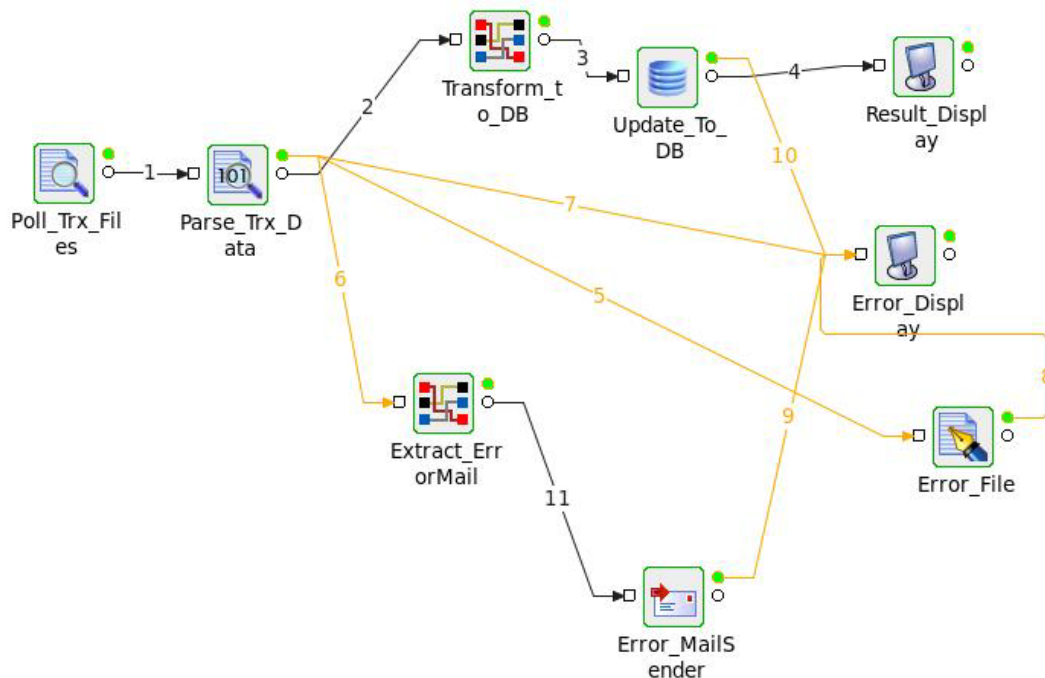 Transform_t
o_DB
3
Update_To_
DB
4
Result_Displ
ay
2
10
1
Poll_Trx_Fil
es
101
Parse_Trx_D
ata
7
6
5
Error_Displ
ay
8
9
Extract_Err
orMail
Error_File
11
Error_MailS
ender